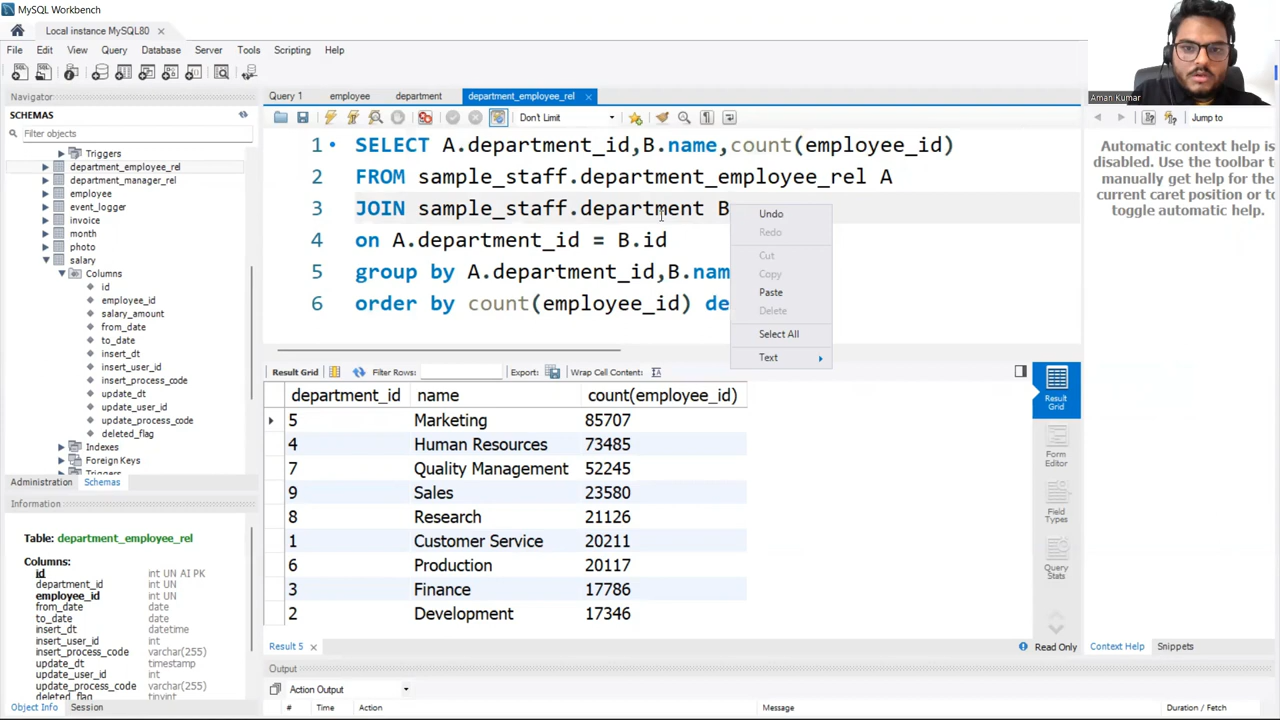 MySQL Workbench
Local instance MySQL80
File Edit View Query Database Server Tools Scripting Help
Aman Kumar
Navigator
SCHEMAS
Filter objects
Triggers
department_employee_rel
department_manager_rel
employee
event_logger
invoice
month
photo
salary
Columns
id
employee_id
salary_amount
from_date
to_date
insert_dt
insert_user_id
insert_process_code
update_dt
update_user_id
update_process_code
deleted_flag
Indexes
Foreign Keys
Triggers
Administration Schemas
Information
Table: department_employee_rel
Columns:
id int UN AI PK
department_id int UN
employee_id int UN
from_date date
to_date date
insert_dt datetime
insert_user_id int
insert_process_code varchar(255)
update_dt timestamp
update_user_id int
update_process_code varchar(255)
deleted_flag tinyint
Object Info Session
Query 1 employee department department_employee_rel
Don't Limit
1 SELECT A.department_id,B.name,count(employee_id)
2 FROM sample_staff.department_employee_rel A
3 JOIN sample_staff.department B
4 on A.department_id = B.id
5 group by A.department_id,B.nam
6 order by count(employee_id) de
Undo
Redo
Cut
Copy
Paste
Delete
Select All
Text
Result Grid Filter Rows: Export: Wrap Cell Content:
department_id name count(employee_id)
5 Marketing 85707
4 Human Resources 73485
7 Quality Management 52245
9 Sales 23580
8 Research 21126
1 Customer Service 20211
6 Production 20117
3 Finance 17786
2 Development 17346
Result Grid
Form Editor
Field Types
Query Stats
Result 5
Read Only
Output
Action Output
# Time Action Message Duration / Fetch
Jump to
Automatic context help is
disabled. Use the toolbar to
manually get help for the
current caret position or to
toggle automatic help.
Context Help Snippets